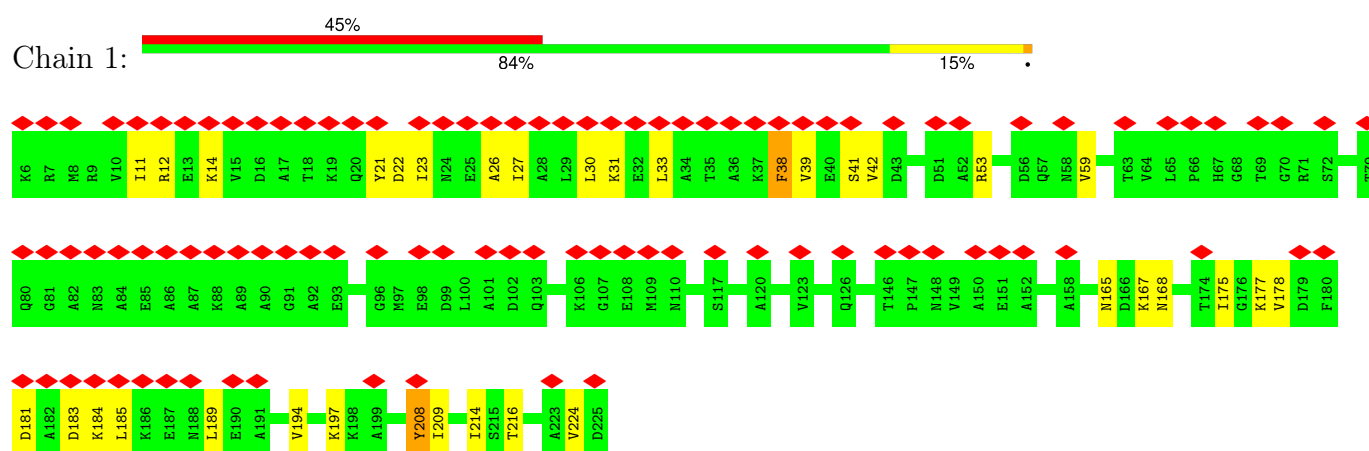 45%
Chain 1:
84% 15% •
K6 R7 M8 R9 V10 I11 R12 E13 K14 V15 D16 A17 T18 K19 Q20 Y21 D22 I23 N24 E25 A26 I27 A28 L29 L30 K31 E32 L33 A34 T35 A36 K37 F38 V39 E40 S41 V42 D43 D51 A52 R53 D56 Q57 N58 V59 T63 V64 L65 P66 H67 G68 T69 G70 R71 S72
Q80 G81 A82 N83 A84 E85 A86 A87 K88 A89 A90 G91 A92 E93 G96 M97 E98 D99 L100 A101 D102 Q103 K106 G107 E108 M109 N110 S117 A120 V123 Q126 T146 P147 N148 V149 A150 E151 A152 A158 N165 D166 K167 N168 T174 I175 G176 K177 V178 D179 F180
D181 A182 D183 K184 L185 K186 E187 N188 L189 E190 A191 V194 K197 K198 A199 Y208 I209 I214 S215 T216 A223 V224 D225